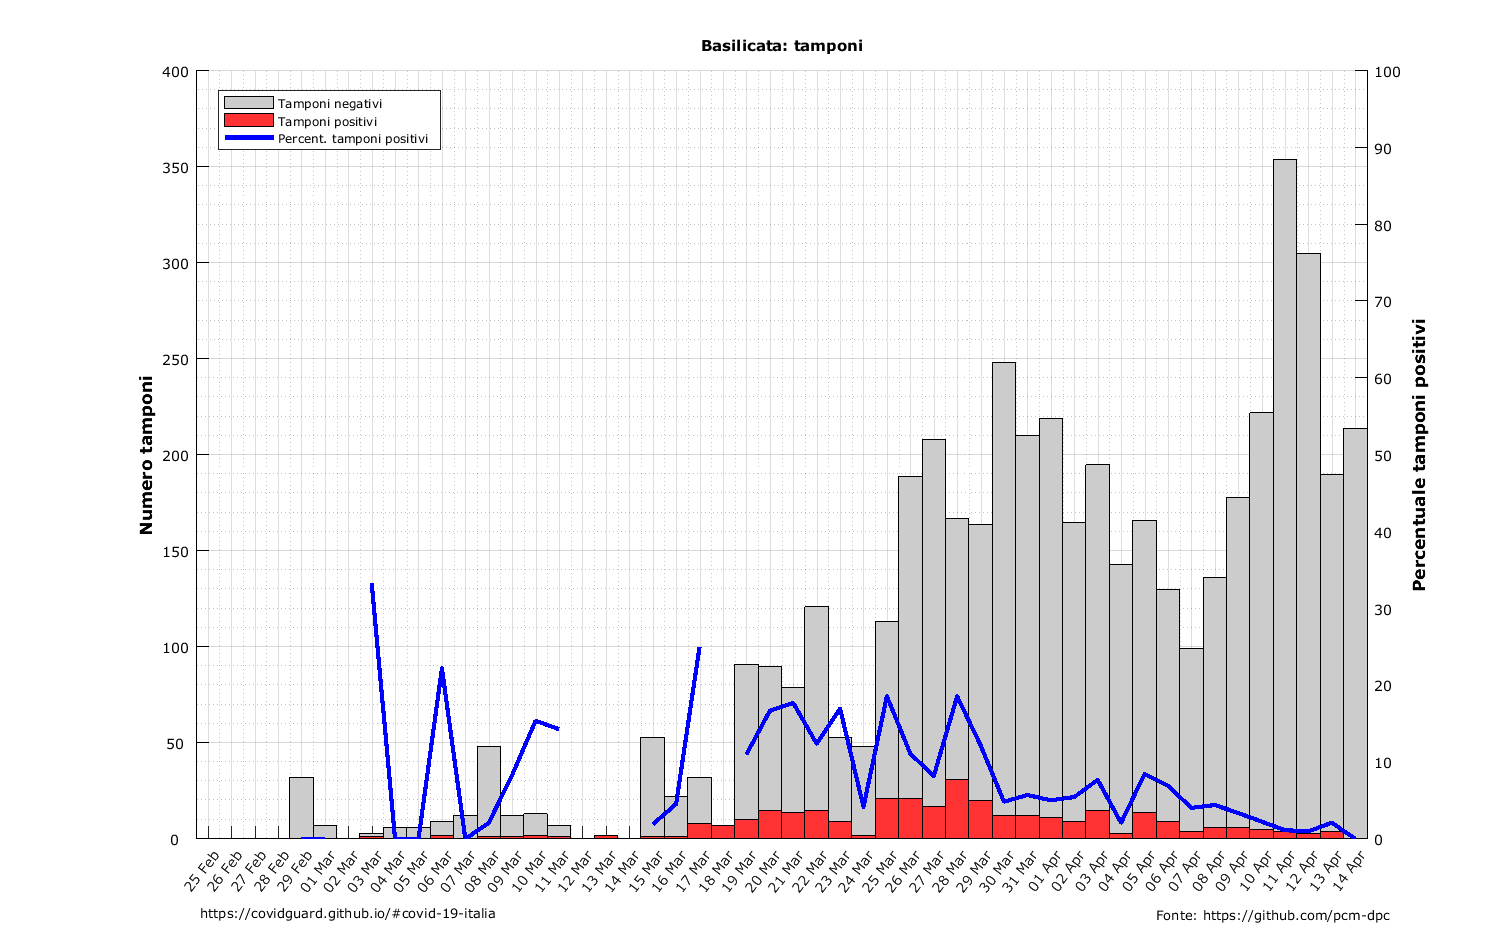 Basilicata: tamponi
Tamponi negativi
Tamponi positivi
Percent. tamponi positivi
Numero tamponi
400
350
300
250
200
150
100
50
0
Percentuale tamponi positivi
100
90
80
70
60
50
40
30
20
10
0
25 Feb
26 Feb
27 Feb
28 Feb
29 Feb
01 Mar
02 Mar
03 Mar
04 Mar
05 Mar
06 Mar
07 Mar
08 Mar
09 Mar
10 Mar
11 Mar
12 Mar
13 Mar
14 Mar
15 Mar
16 Mar
17 Mar
18 Mar
19 Mar
20 Mar
21 Mar
22 Mar
23 Mar
24 Mar
25 Mar
26 Mar
27 Mar
28 Mar
29 Mar
30 Mar
31 Mar
01 Apr
02 Apr
03 Apr
04 Apr
05 Apr
06 Apr
07 Apr
08 Apr
09 Apr
10 Apr
11 Apr
12 Apr
13 Apr
14 Apr
https://covidguard.github.io/#covid-19-italia
Fonte: https://github.com/pcm-dpc